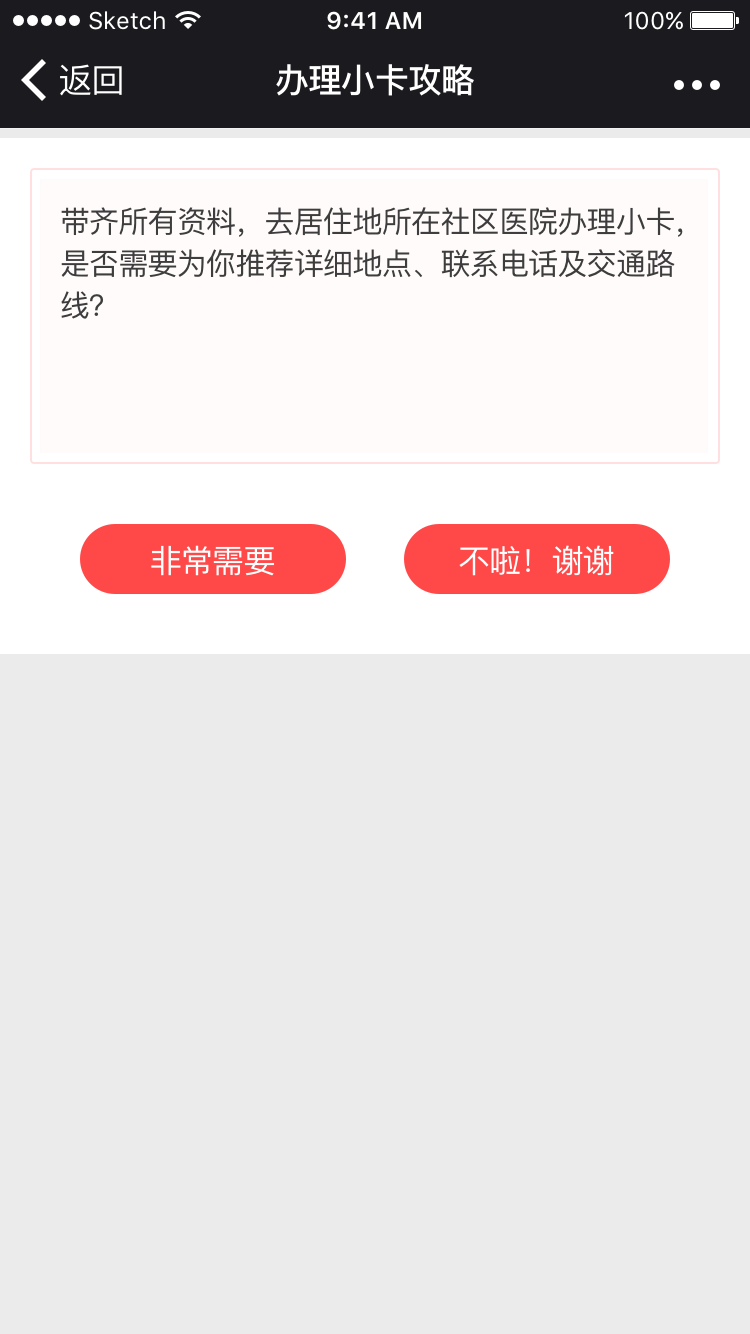 Sketch 9:41 AM 100%
返回 办理小卡攻略
带齐所有资料，去居住地所在社区医院办理小卡，
是否需要为你推荐详细地点、联系电话及交通路
线？
非常需要 不啦！谢谢